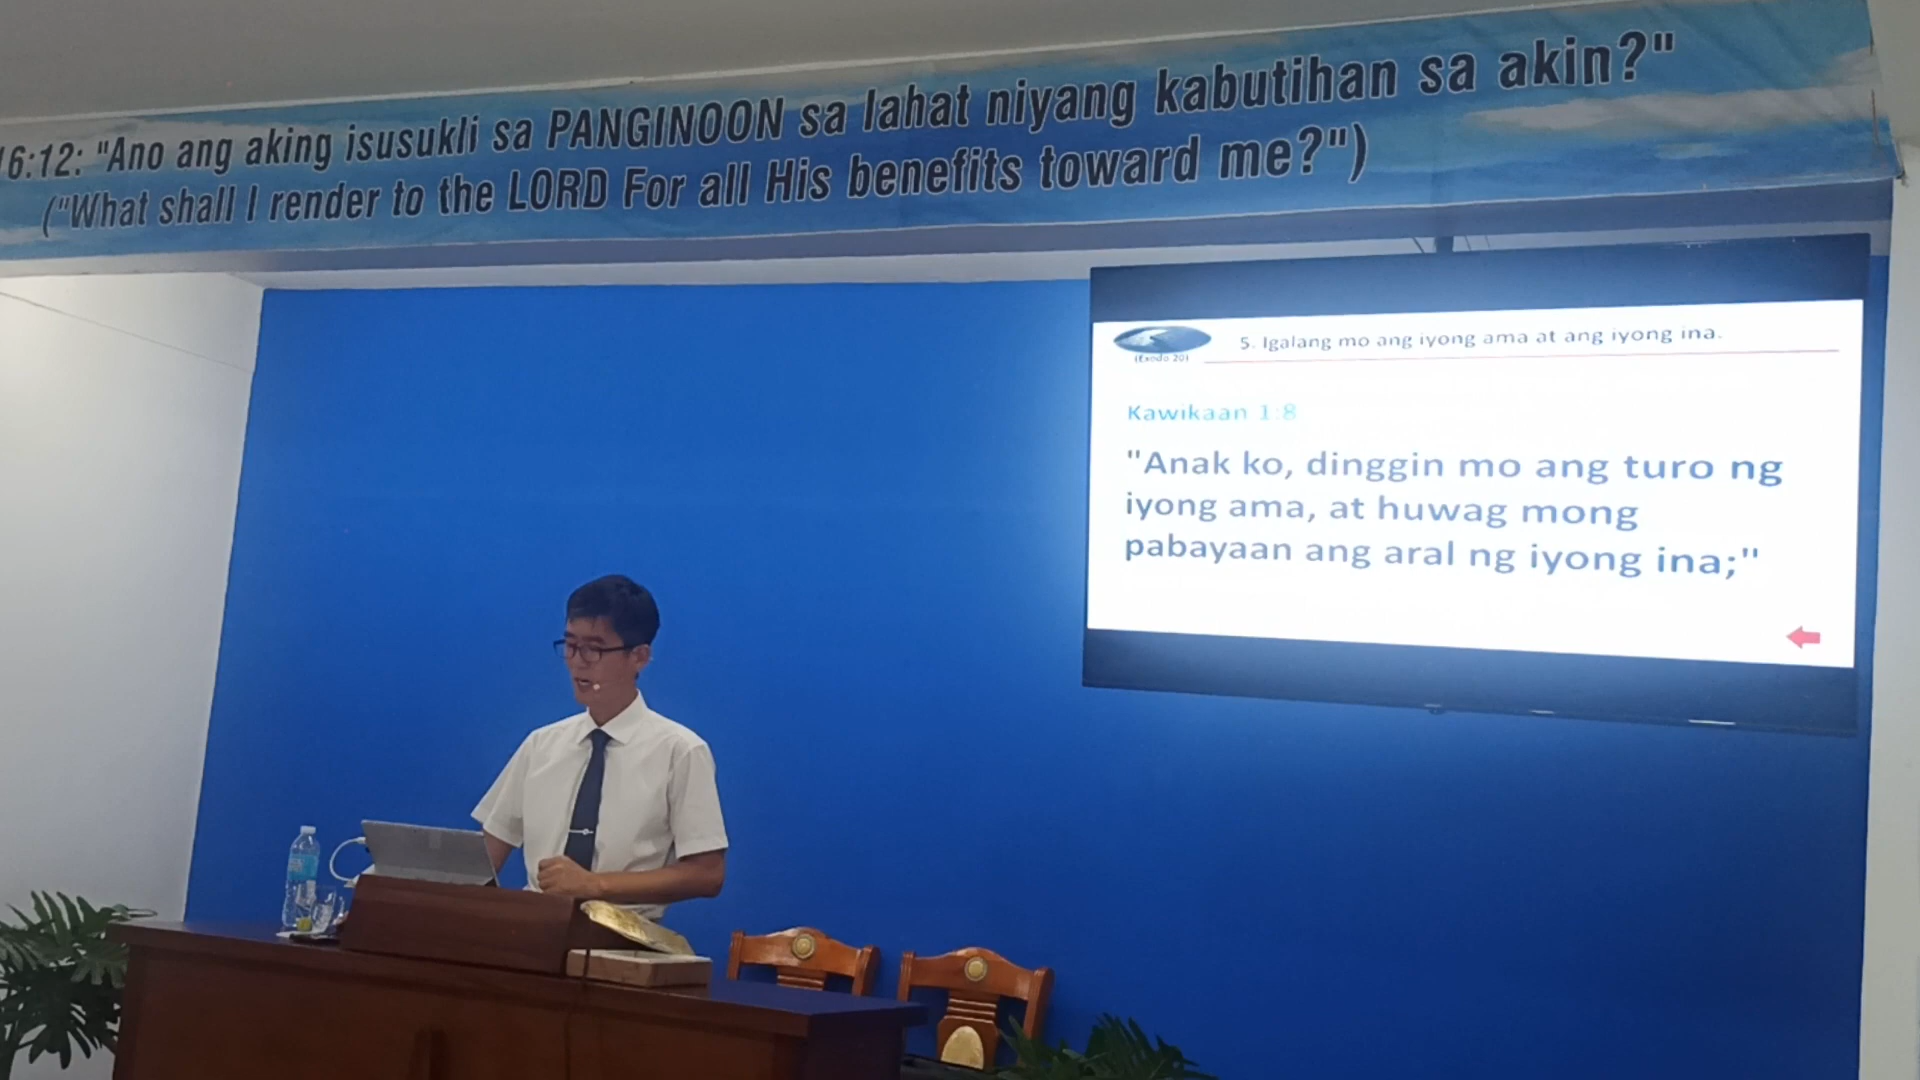 16:12: "Ano ang aking isusukli sa PANGINOON sa lahat niyang kabutihan sa akin?"
("What shall I render to the LORD For all His benefits toward me?")
5. Igalang mo ang iyong ama at ang iyong ina.
(Exodo 20)
Kawikaan 1:8
"Anak ko, dinggin mo ang turo ng
iyong ama, at huwag mong
pabayaan ang aral ng iyong ina;"